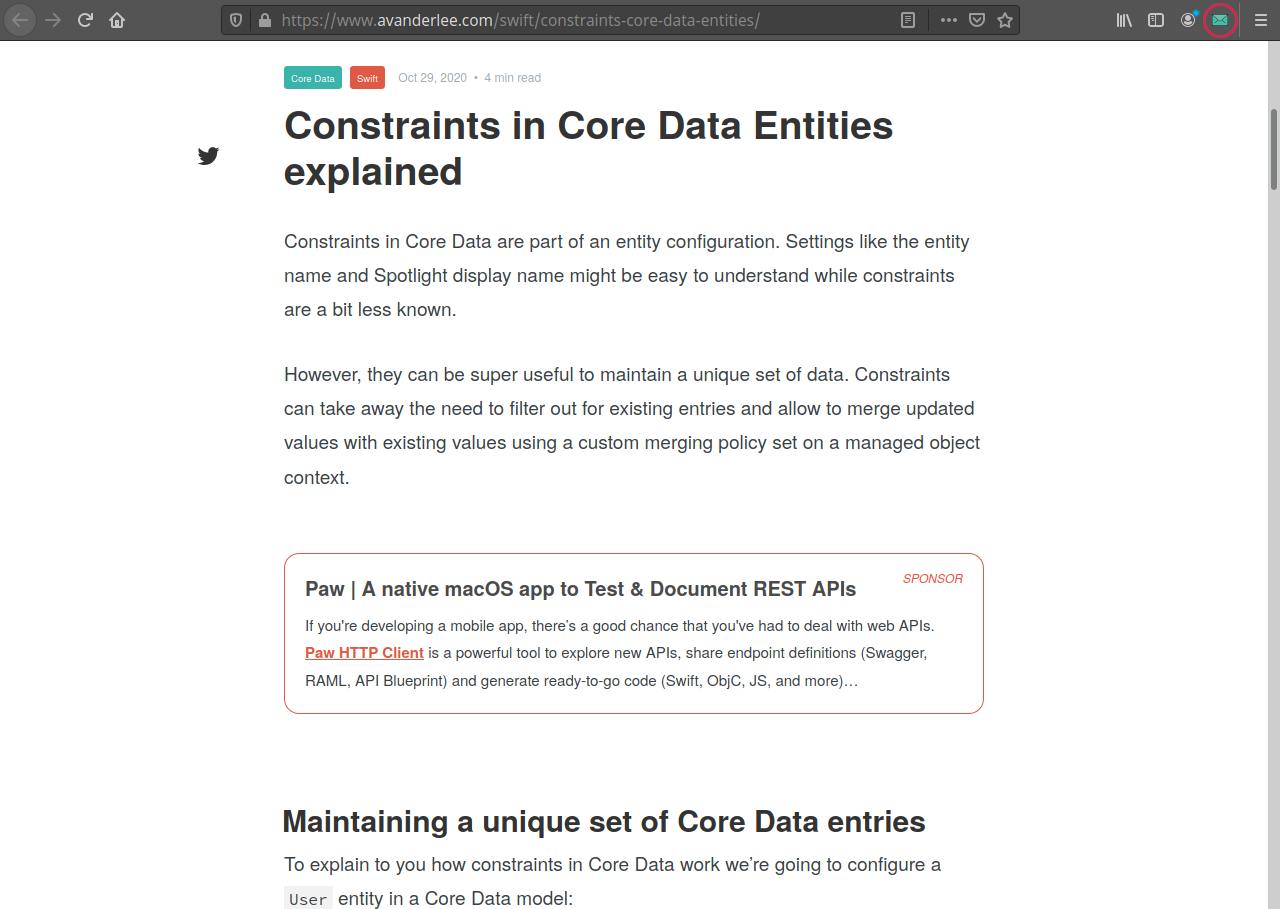 https://www.avanderlee.com/swift/constraints-core-data-entities/
Core Data Swift Oct 29, 2020 • 4 min read
Constraints in Core Data Entities
explained
Constraints in Core Data are part of an entity configuration. Settings like the entity
name and Spotlight display name might be easy to understand while constraints
are a bit less known.
However, they can be super useful to maintain a unique set of data. Constraints
can take away the need to filter out for existing entries and allow to merge updated
values with existing values using a custom merging policy set on a managed object
context.
SPONSOR
Paw | A native macOS app to Test & Document REST APIs
If you're developing a mobile app, there’s a good chance that you've had to deal with web APIs.
Paw HTTP Client is a powerful tool to explore new APIs, share endpoint definitions (Swagger,
RAML, API Blueprint) and generate ready-to-go code (Swift, ObjC, JS, and more)…
Maintaining a unique set of Core Data entries
To explain to you how constraints in Core Data work we’re going to configure a
User entity in a Core Data model: